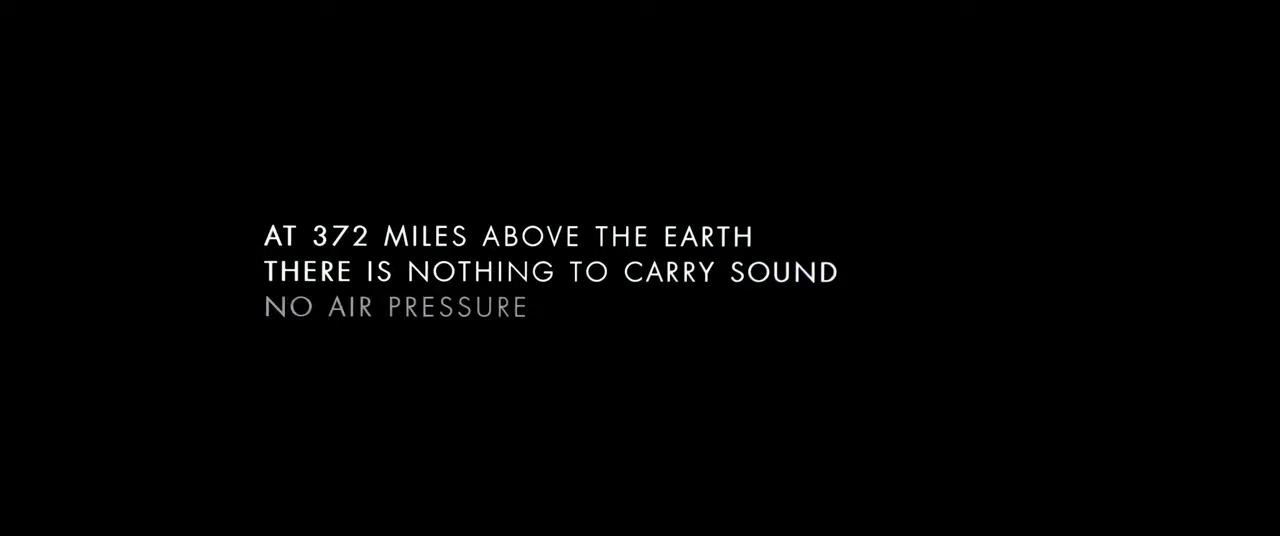 AT 372 MILES ABOVE THE EARTH
THERE IS NOTHING TO CARRY SOUND
NO AIR PRESSURE